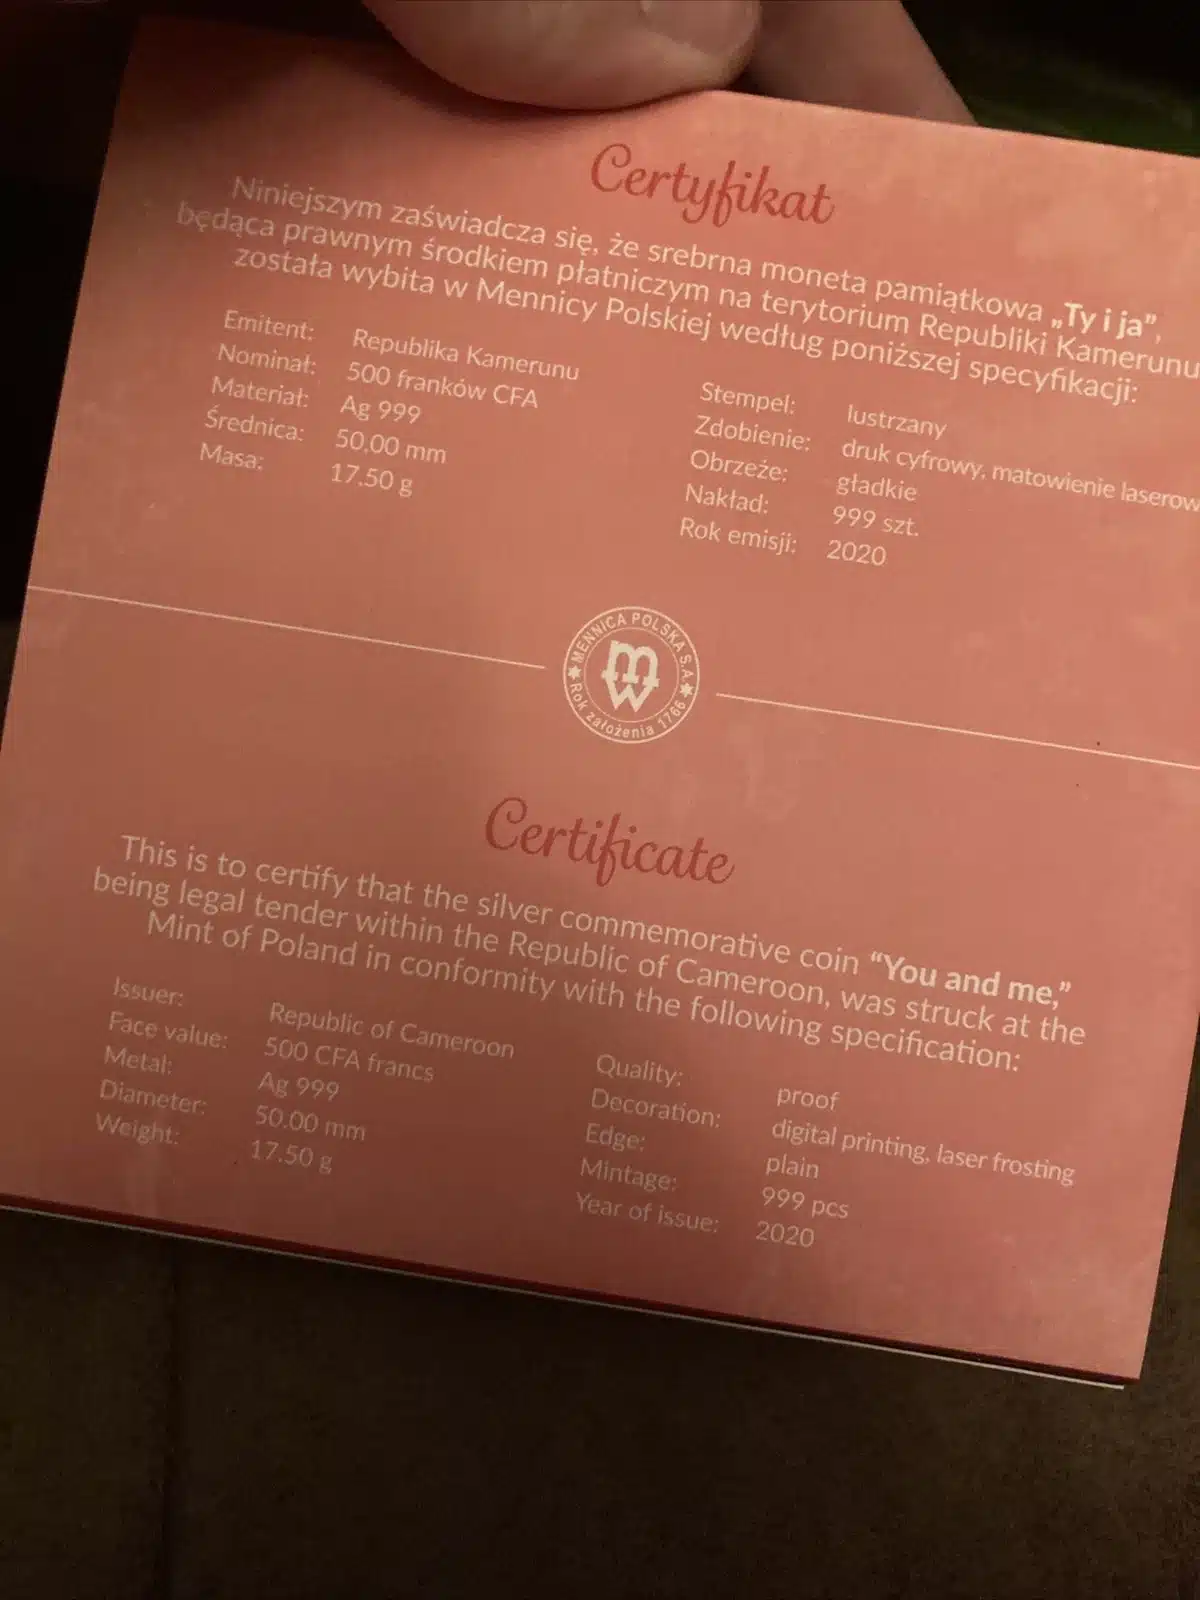 Certyfikat
Niniejszym zaświadcza się, że srebrna moneta pamiątkowa „Ty i ja”,
będąca prawnym środkiem płatniczym na terytorium Republiki Kamerunu
została wybita w Mennicy Polskiej według poniższej specyfikacji:
Emitent: Republika Kamerunu
Nominał: 500 franków CFA
Materiał: Ag 999
Średnica: 50,00 mm
Masa: 17.50 g
Stempel: lustrzany
Zdobienie: druk cyfrowy, matowienie laserow
Obrzeże: gładkie
Nakład: 999 szt.
Rok emisji: 2020
MENNICA POLSKA S.A.
mw
Rok założenia 1766
Certificate
This is to certify that the silver commemorative coin “You and me,”
being legal tender within the Republic of Cameroon, was struck at the
Mint of Poland in conformity with the following specification:
Issuer: Republic of Cameroon
Face value: 500 CFA francs
Metal: Ag 999
Diameter: 50.00 mm
Weight: 17.50 g
Quality: proof
Decoration: digital printing, laser frosting
Edge: plain
Mintage: 999 pcs
Year of issue: 2020